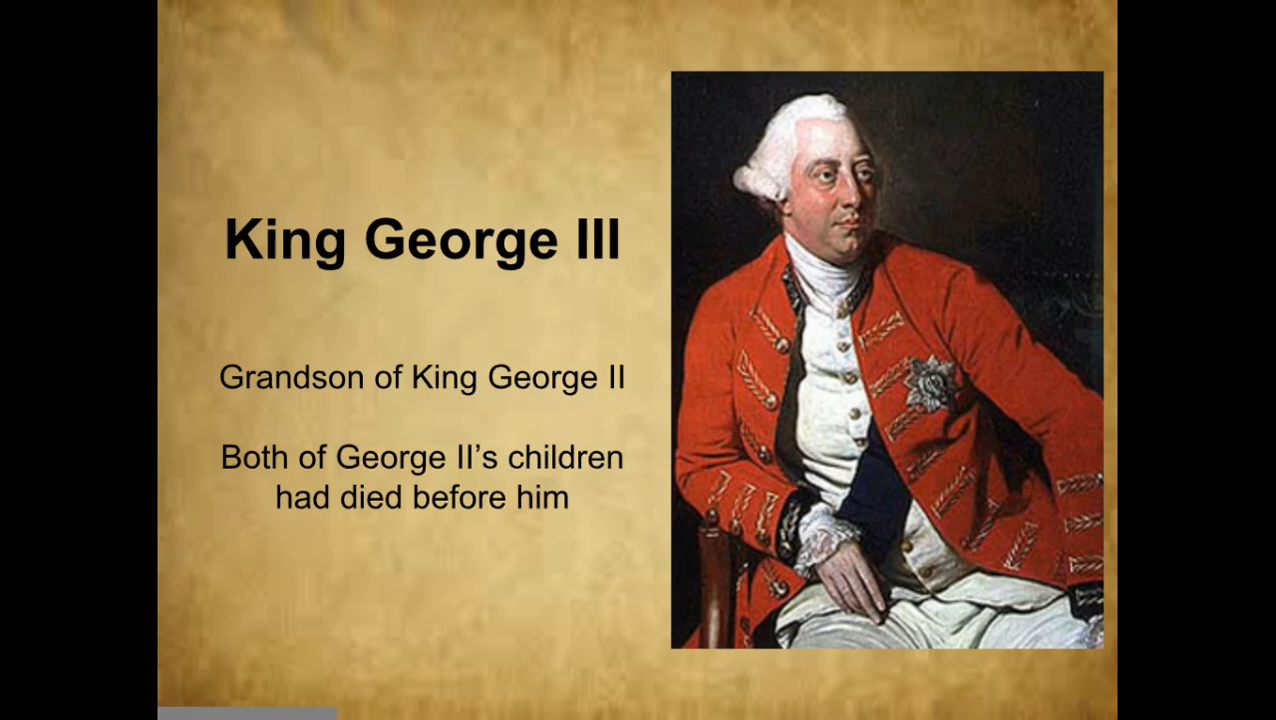 King George III
Grandson of King George II
Both of George II’s children
had died before him